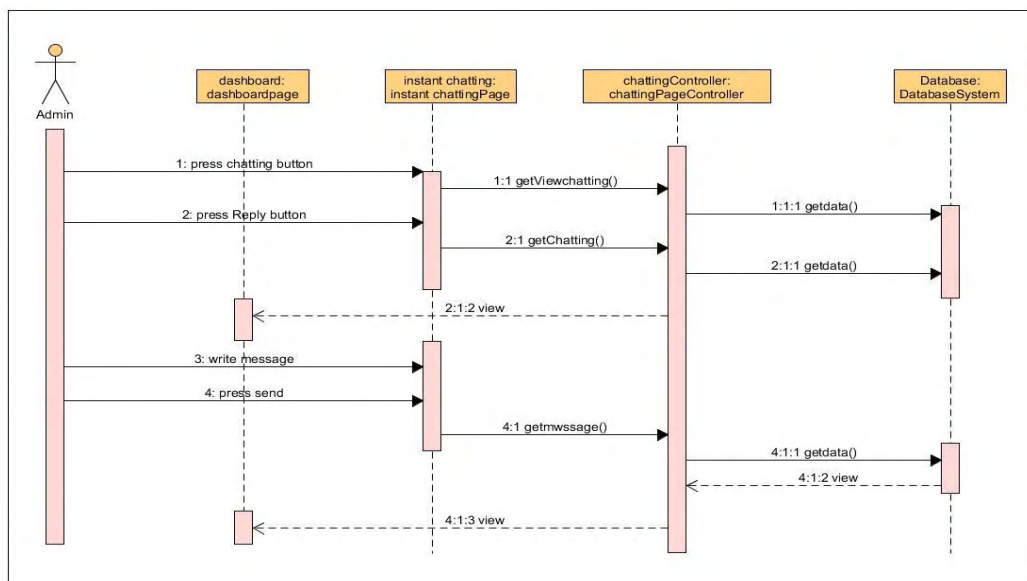 dashboard:
dashboardpage
instant chatting:
instant chattingPage
chattingController:
chattingPageController
Database:
DatabaseSystem
Admin
1: press chatting button
1:1 getViewchatting()
1:1:1 getdata()
2: press Reply button
2:1 getChatting()
2:1:1 getdata()
2:1:2 view
3: write message
4: press send
4:1 getmwssage()
4:1:1 getdata()
4:1:2 view
4:1:3 view